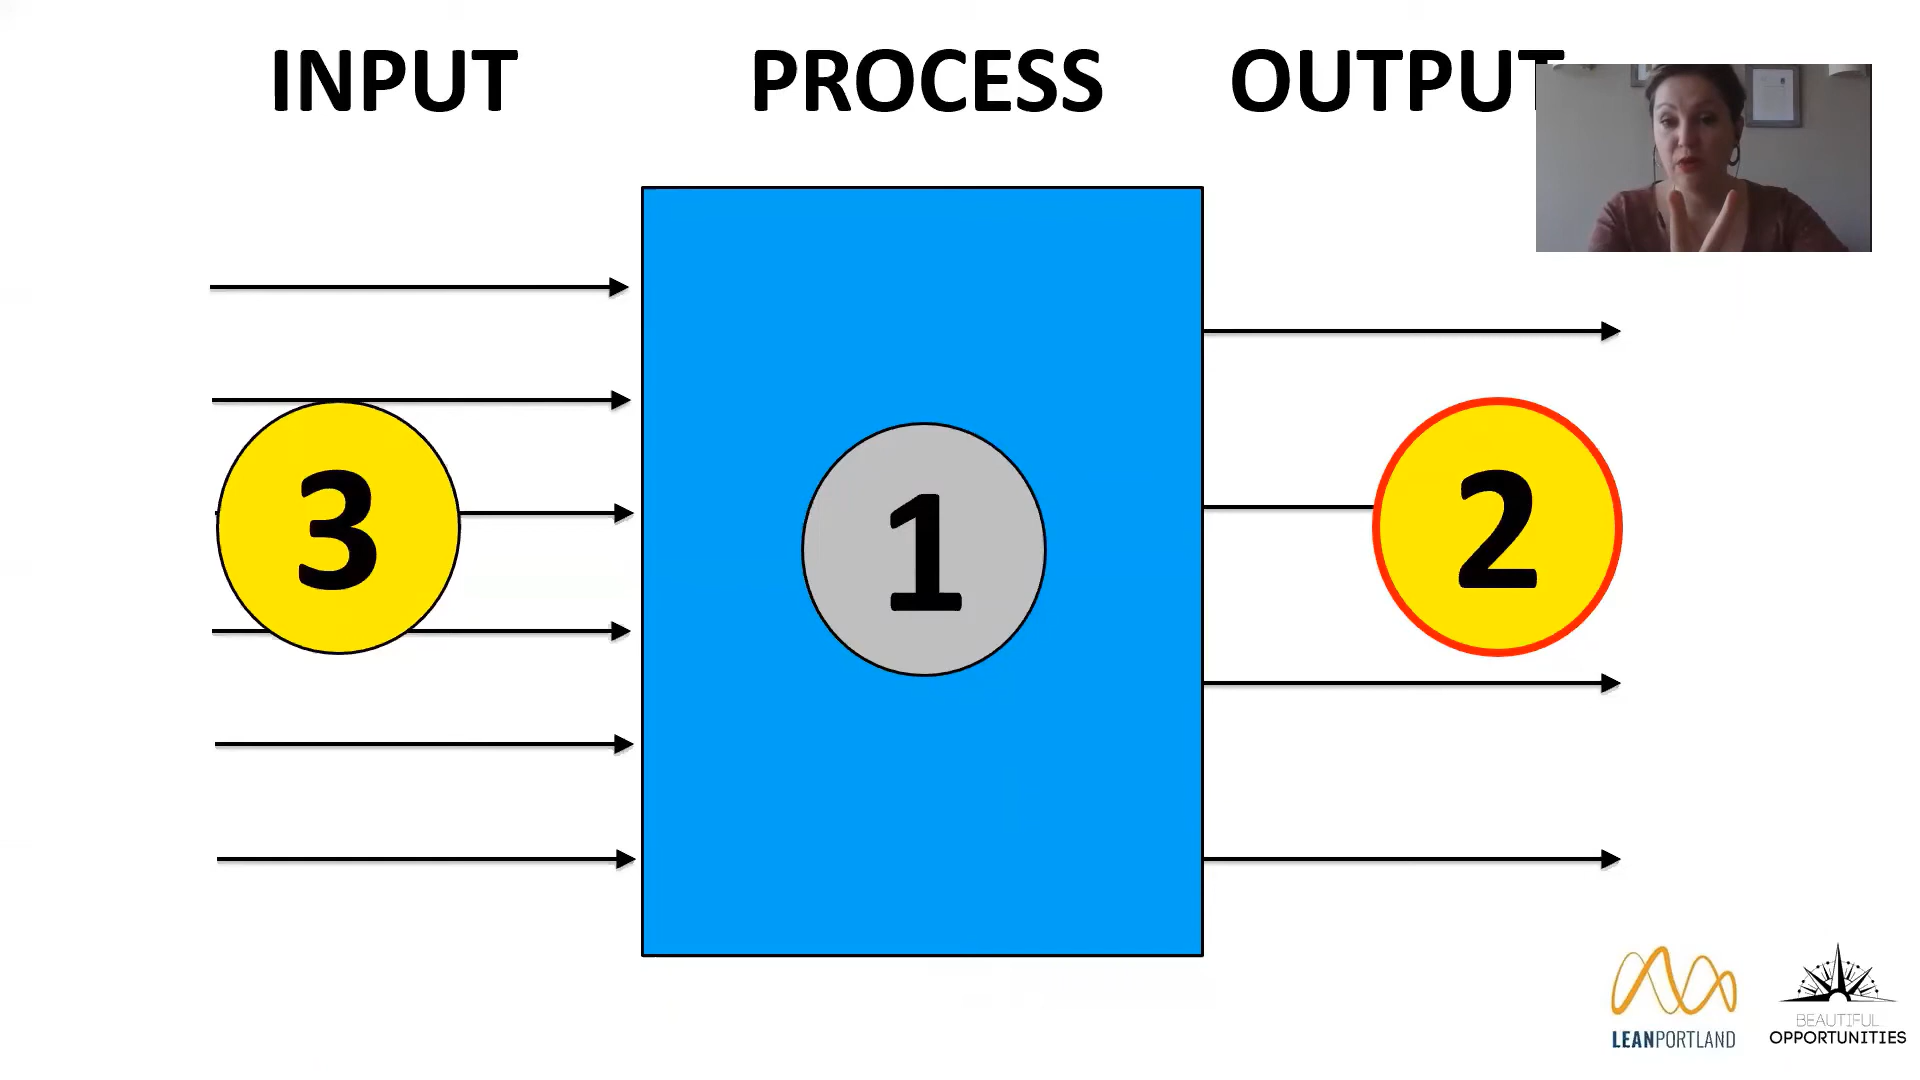 INPUT PROCESS OUTPUT
3 1 2
LEANPORTLAND
BEAUTIFUL
OPPORTUNITIES